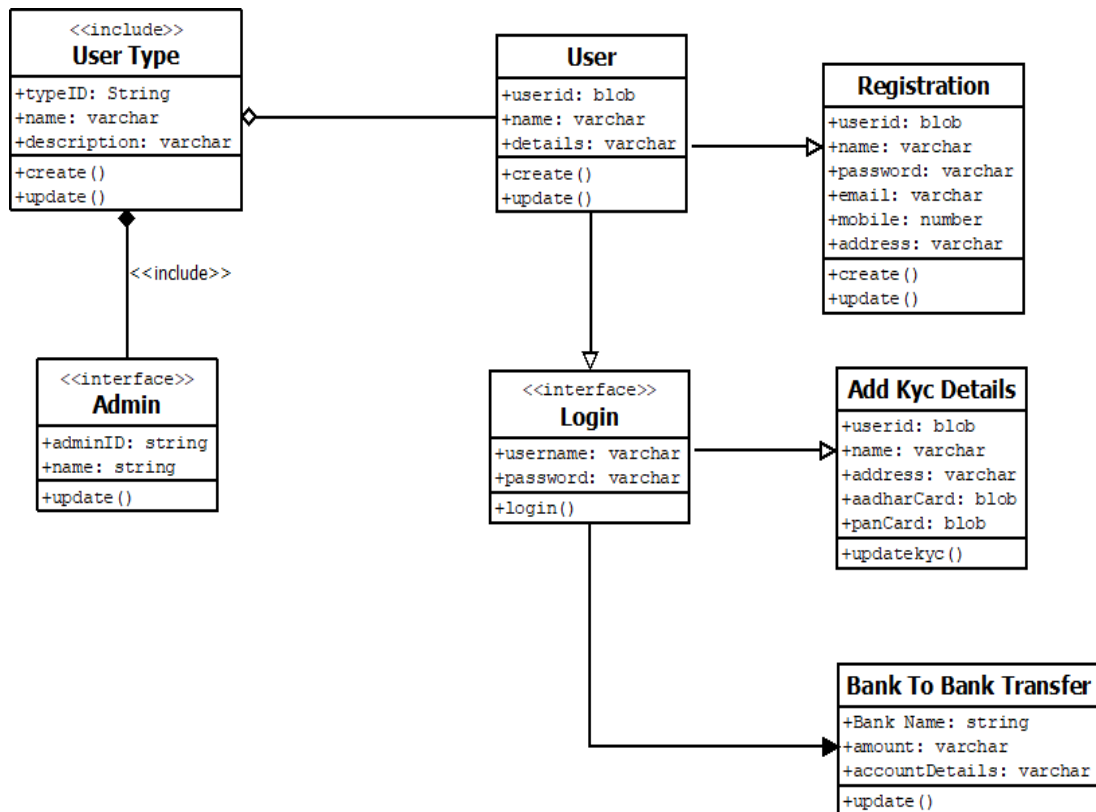 <<include>>
User Type
+typeID: String
+name: varchar
+description: varchar
+create()
+update()
User
+userid: blob
+name: varchar
+details: varchar
+create()
+update()
Registration
+userid: blob
+name: varchar
+password: varchar
+email: varchar
+mobile: number
+address: varchar
+create()
+update()
<<include>>
<<interface>>
Admin
+adminID: string
+name: string
+update()
<<interface>>
Login
+username: varchar
+password: varchar
+login()
Add Kyc Details
+userid: blob
+name: varchar
+address: varchar
+aadharCard: blob
+panCard: blob
+updatekyc()
Bank To Bank Transfer
+Bank Name: string
+amount: varchar
+accountDetails: varchar
+update()